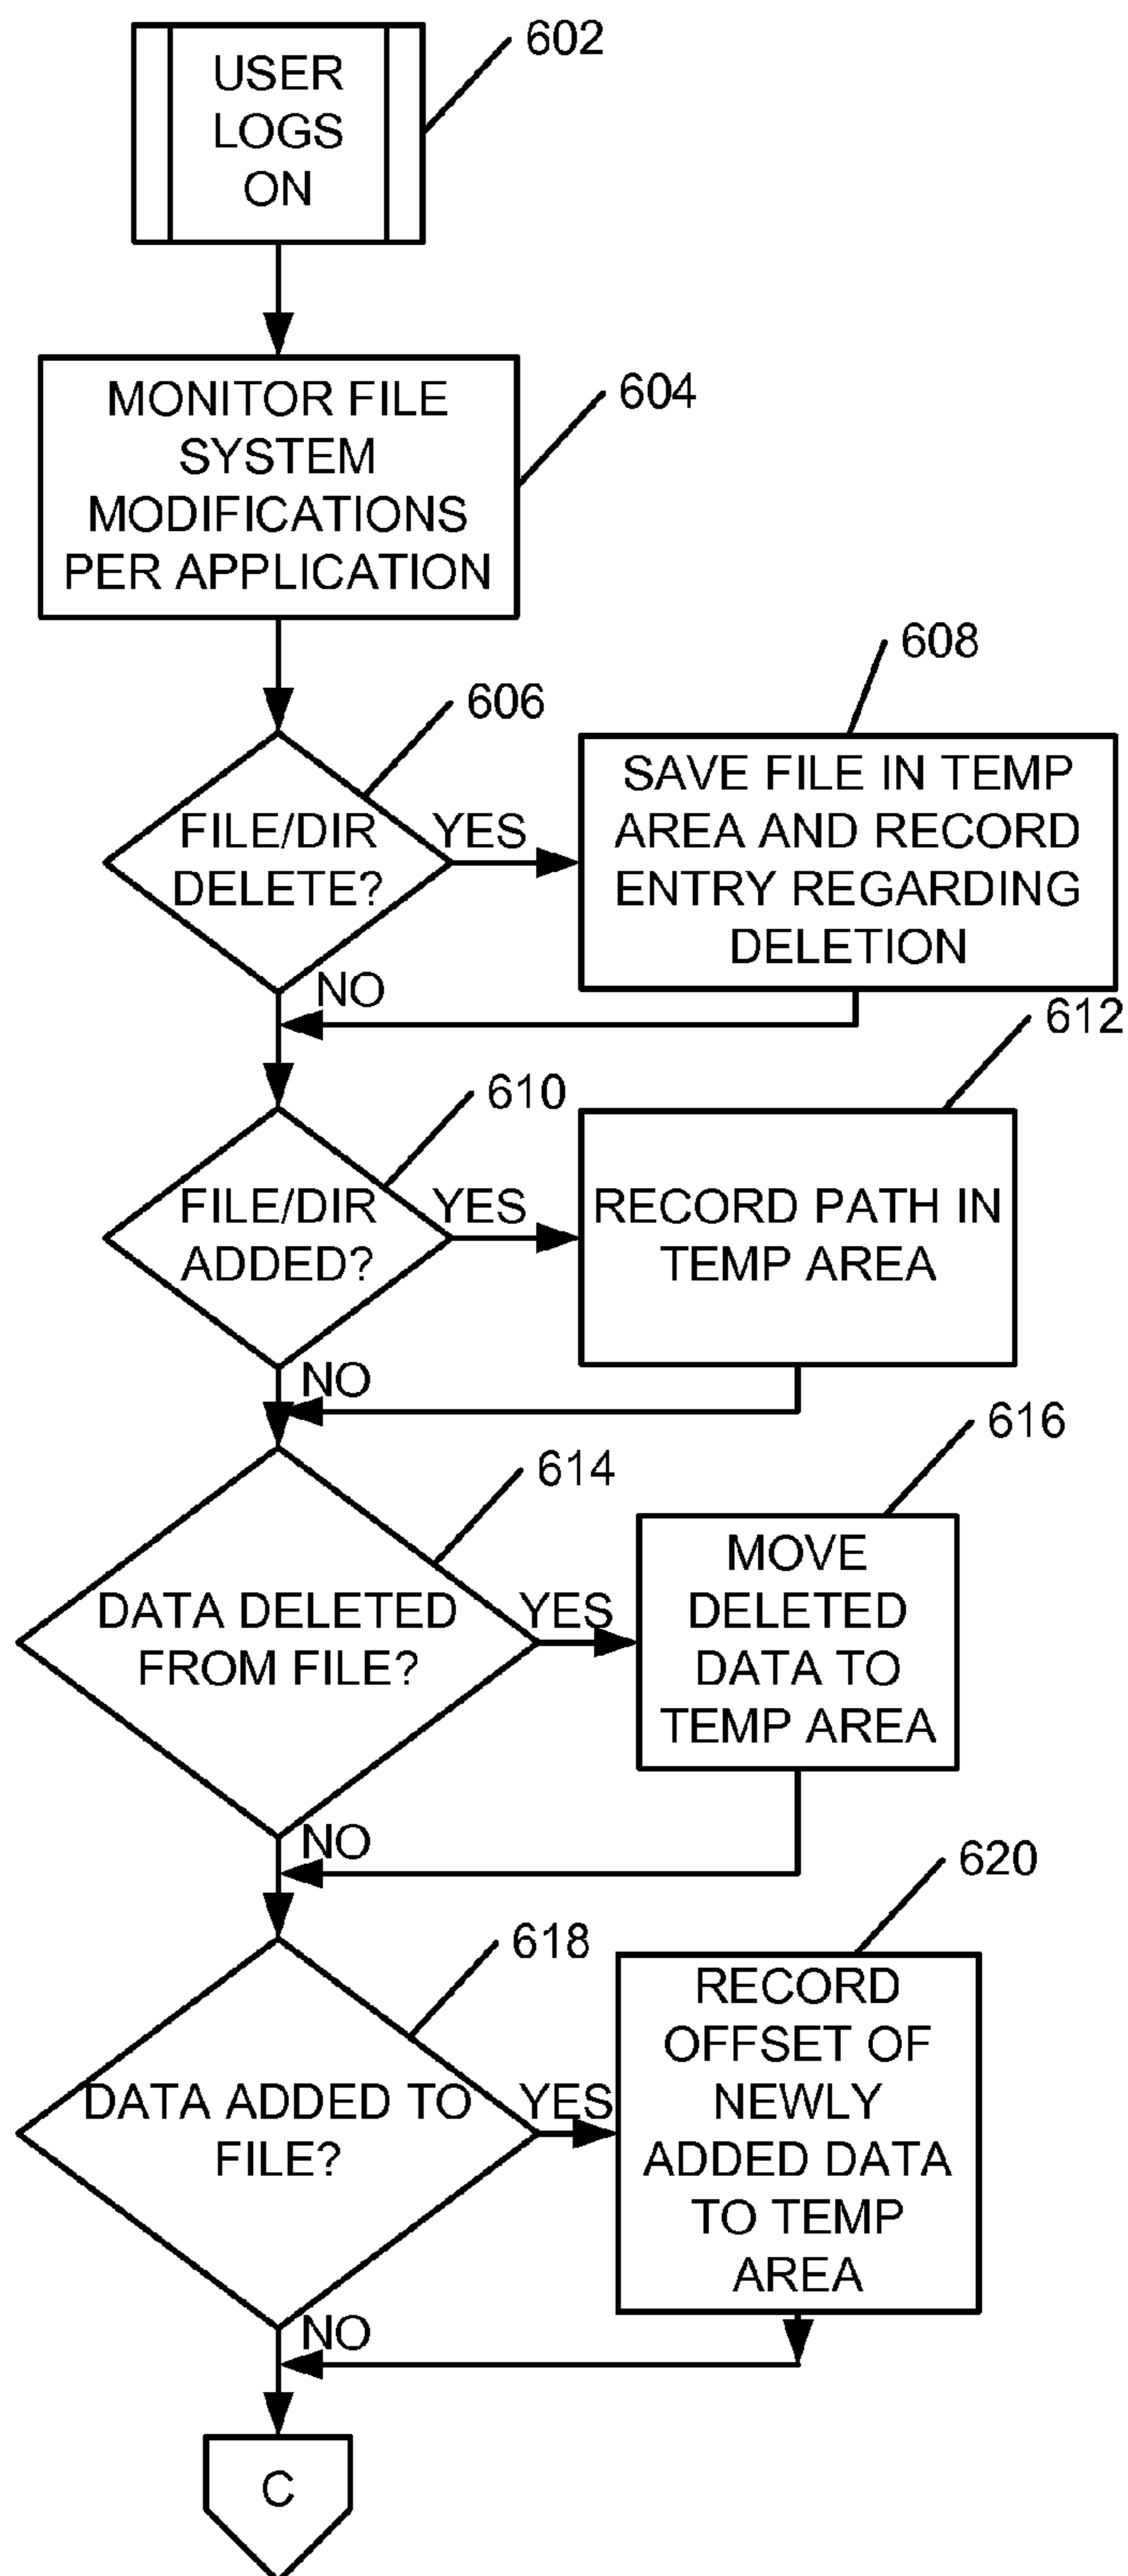 602
USER
LOGS
ON
604
MONITOR FILE
SYSTEM
MODIFICATIONS
PER APPLICATION
606
FILE/DIR
DELETE?
YES
NO
608
SAVE FILE IN TEMP
AREA AND RECORD
ENTRY REGARDING
DELETION
610
FILE/DIR
ADDED?
YES
NO
612
RECORD PATH IN
TEMP AREA
614
DATA DELETED
FROM FILE?
YES
NO
616
MOVE
DELETED
DATA TO
TEMP AREA
618
DATA ADDED TO
FILE?
YES
NO
620
RECORD
OFFSET OF
NEWLY
ADDED DATA
TO TEMP
AREA
C